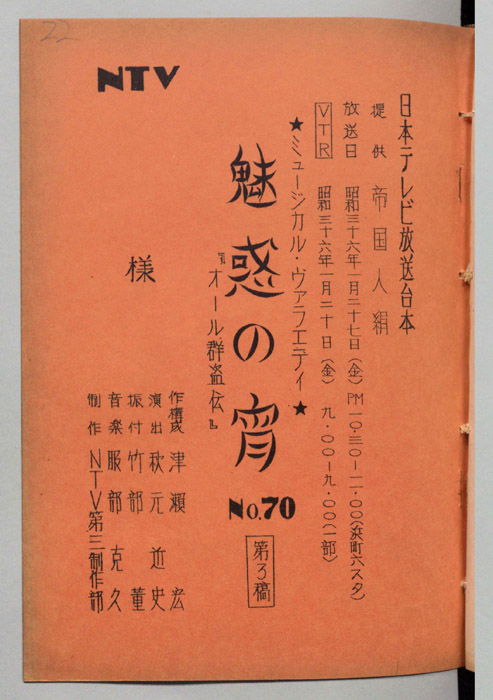 22
NTV
日本テレビ放送台本
提供 帝国人絹
放送日 昭和三十六年一月二十七日(金)PM一〇.三〇―一一.〇〇(浜町六スタ)
VTR 昭和三十六年一月二十日(金)九.〇〇―九.〇〇(一部)
★ミュージカル・ヴァラエティ★
魅惑の宵 No.70 第3稿
『オール群盗伝』
様
作・構成 津瀬 宏
演出 秋元近史
振付 竹部 董
音楽 服部克久
制作 NTV第三制作部